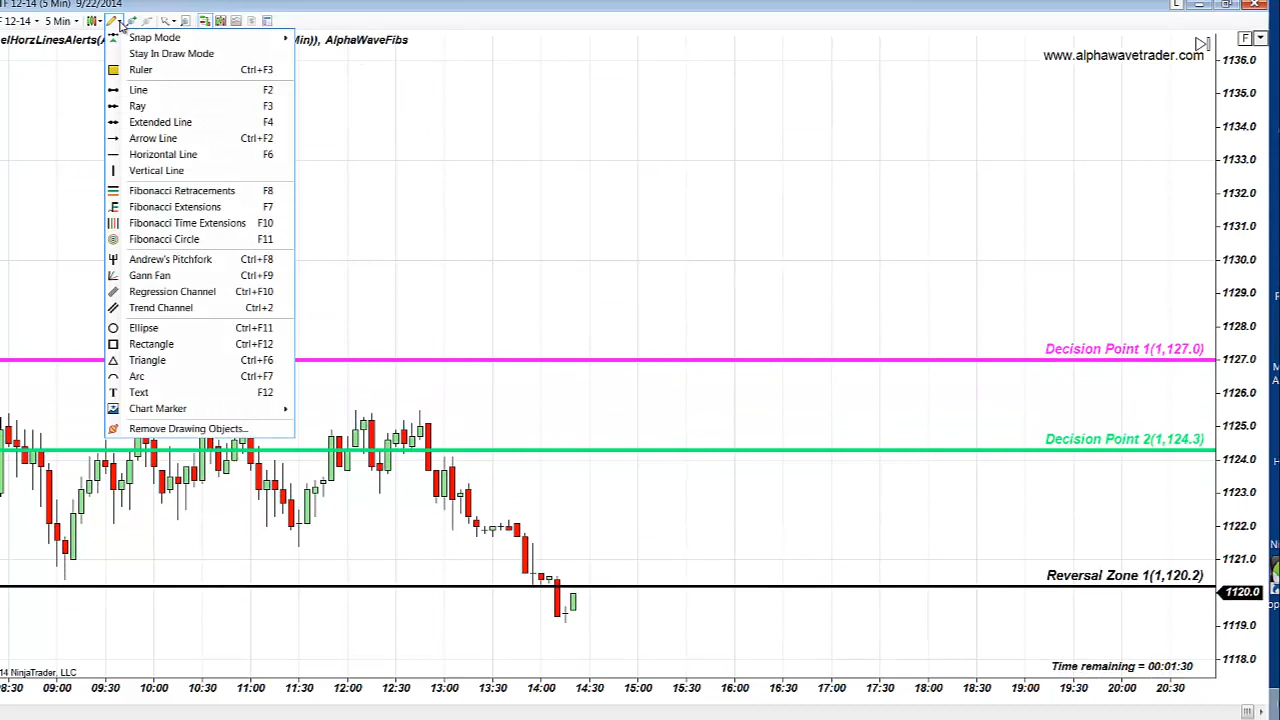 F 12-14 (5 Min) 9/22/2014
F 12-14 5 Min
L
elHorzLinesAlerts(A
Min)), AlphaWaveFibs
F
www.alphawavetrader.com
Snap Mode
Stay In Draw Mode
Ruler Ctrl+F3
Line F2
Ray F3
Extended Line F4
Arrow Line Ctrl+F2
Horizontal Line F6
Vertical Line
Fibonacci Retracements F8
Fibonacci Extensions F7
Fibonacci Time Extensions F10
Fibonacci Circle F11
Andrew's Pitchfork Ctrl+F8
Gann Fan Ctrl+F9
Regression Channel Ctrl+F10
Trend Channel Ctrl+2
Ellipse Ctrl+F11
Rectangle Ctrl+F12
Triangle Ctrl+F6
Arc Ctrl+F7
Text F12
Chart Marker
Remove Drawing Objects...
1136.0
1135.0
1134.0
1133.0
1132.0
1131.0
1130.0
1129.0
1128.0
Decision Point 1(1,127.0)
1127.0
1126.0
1125.0
Decision Point 2(1,124.3)
1124.0
1123.0
1122.0
1121.0
Reversal Zone 1(1,120.2)
1120.0
1119.0
1118.0
Time remaining = 00:01:30
14 NinjaTrader, LLC
08:30 09:00 09:30 10:00 10:30 11:00 11:30 12:00 12:30 13:00 13:30 14:00 14:30 15:00 15:30 16:00 16:30 17:00 17:30 18:00 18:30 19:00 19:30 20:00 20:30